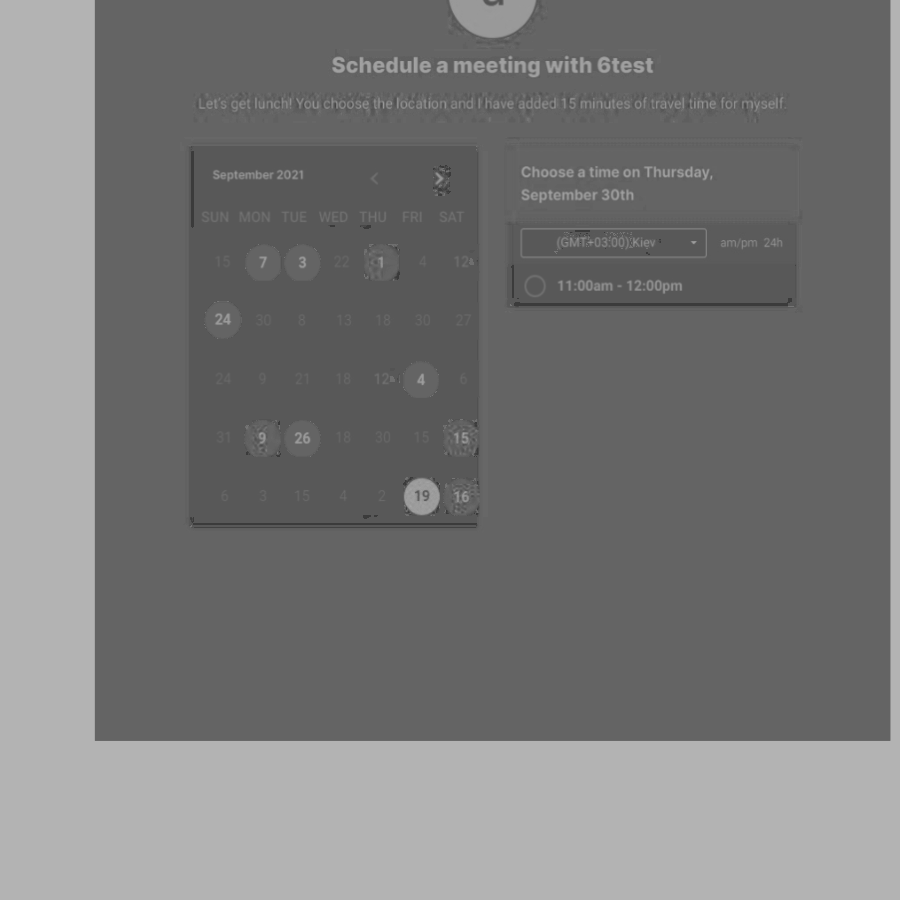 Schedule a meeting with 6test
Let's get lunch! You choose the location and I have added 15 minutes of travel time for myself.
September 2021
SUN MON TUE WED THU FRI SAT
15 7 3 22 1 4 12
24 30 8 13 18 30 27
24 9 21 18 12 4 6
31 9 26 18 30 15 15
6 3 15 4 2 19 16
Choose a time on Thursday,
September 30th
(GMT+03:00) Kiev am/pm 24h
11:00am - 12:00pm